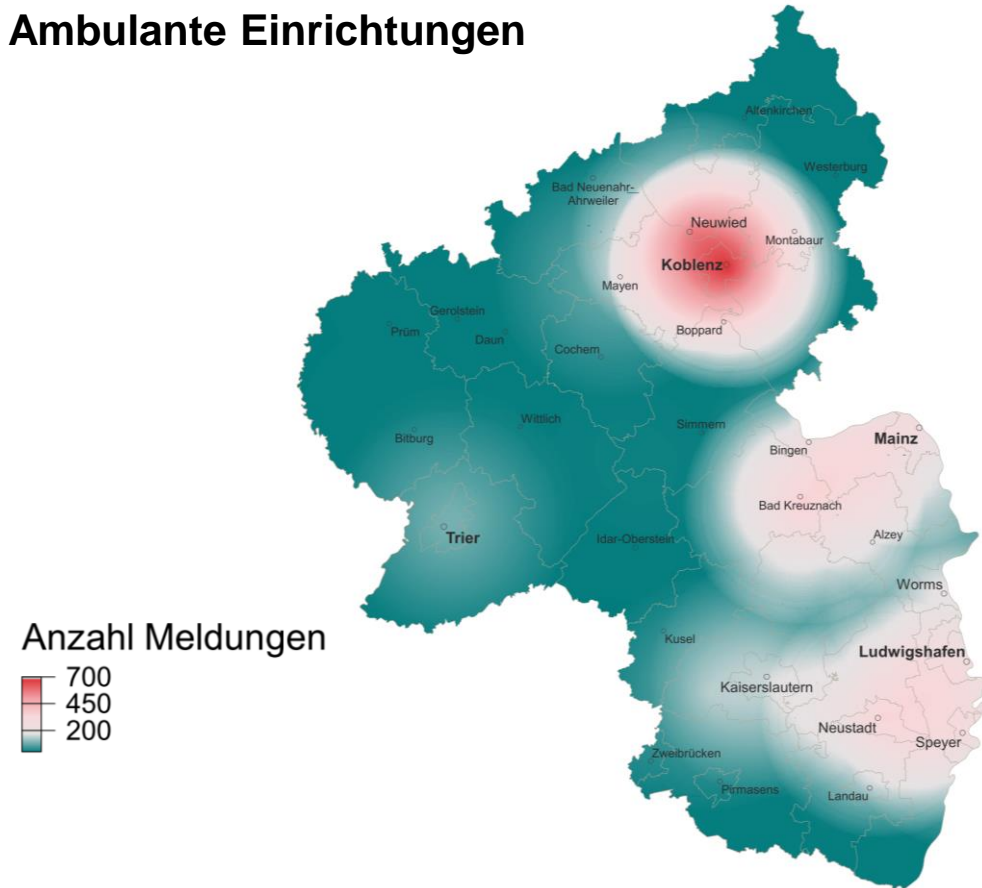 Ambulante Einrichtungen
Altenkirchen
Westerburg
Bad Neuenahr-
Ahrweiler
Neuwied
Montabaur
Koblenz
Mayen
Gerolstein
Prüm
Daun
Boppard
Cochem
Wittlich
Bitburg
Simmern
Mainz
Bingen
Bad Kreuznach
Trier
Idar-Oberstein
Alzey
Worms
Anzahl Meldungen
700
450
200
Kusel
Ludwigshafen
Kaiserslautern
Neustadt
Speyer
Zweibrücken
Pirmasens
Landau